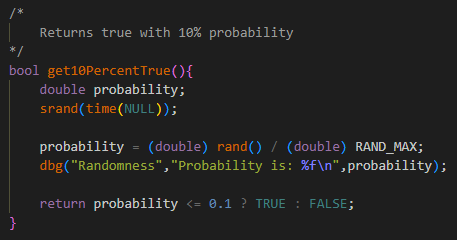 /*
    Returns true with 10% probability
*/
bool get10PercentTrue(){
    double probability;
    srand(time(NULL));

    probability = (double) rand() / (double) RAND_MAX;
    dbg("Randomness","Probability is: %f\n",probability);

    return probability <= 0.1 ? TRUE : FALSE;
}